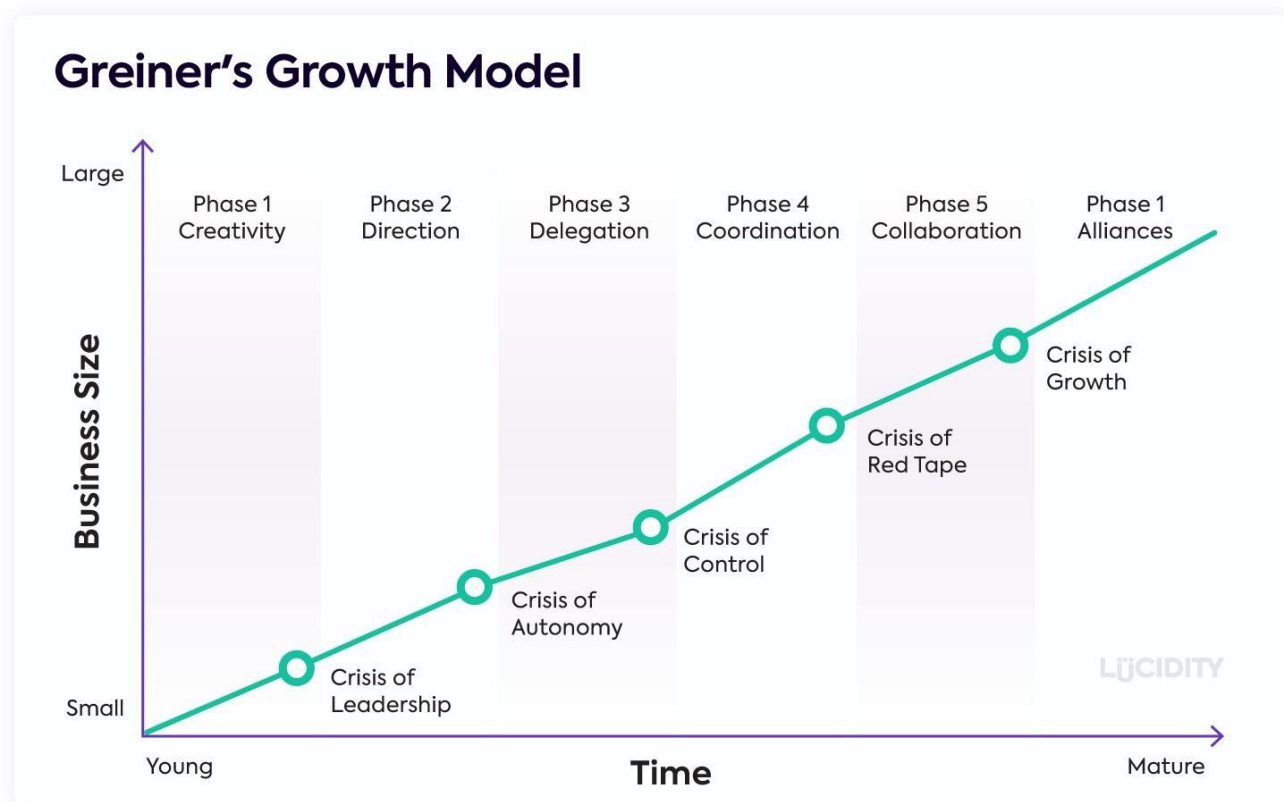 Greiner's Growth Model
Large
Phase 1
Creativity
Phase 2
Direction
Phase 3
Delegation
Phase 4
Coordination
Phase 5
Collaboration
Phase 1
Alliances
Business Size
Crisis of
Growth
Crisis of
Red Tape
Crisis of
Control
Crisis of
Autonomy
Crisis of
Leadership
LÜCIDITY
Small
Young
Time
Mature